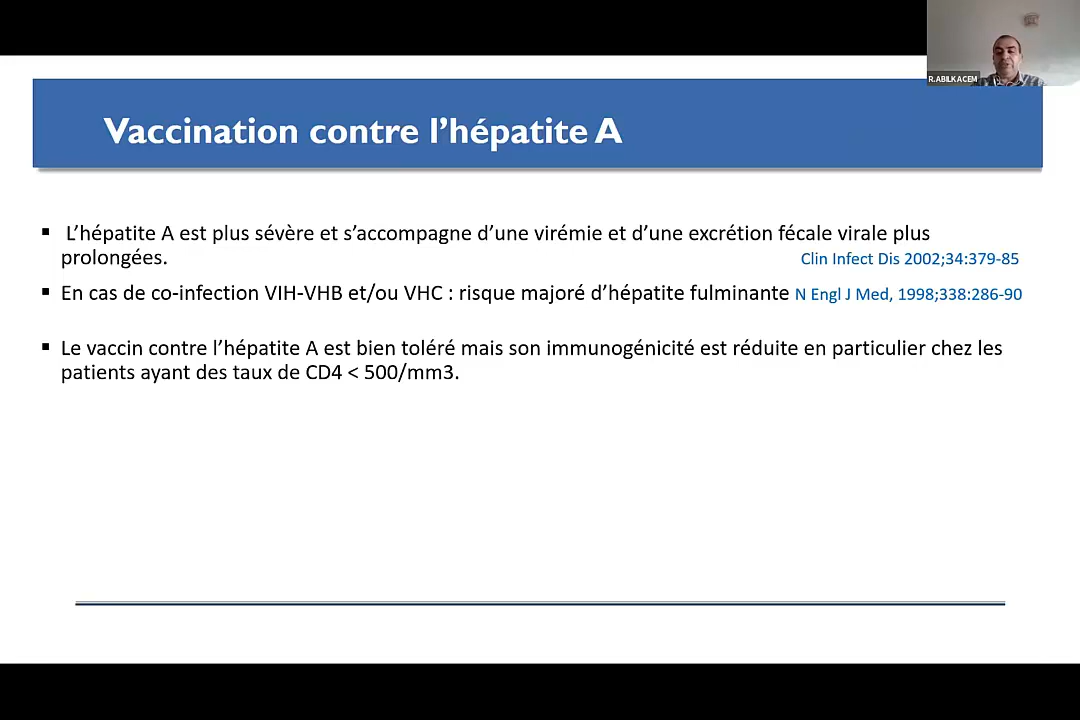 R.ABILKACEM
Vaccination contre l’hépatite A
▪ L’hépatite A est plus sévère et s’accompagne d’une virémie et d’une excrétion fécale virale plus
prolongées. Clin Infect Dis 2002;34:379-85
▪ En cas de co-infection VIH-VHB et/ou VHC : risque majoré d’hépatite fulminante N Engl J Med, 1998;338:286-90
▪ Le vaccin contre l’hépatite A est bien toléré mais son immunogénicité est réduite en particulier chez les
patients ayant des taux de CD4 < 500/mm3.